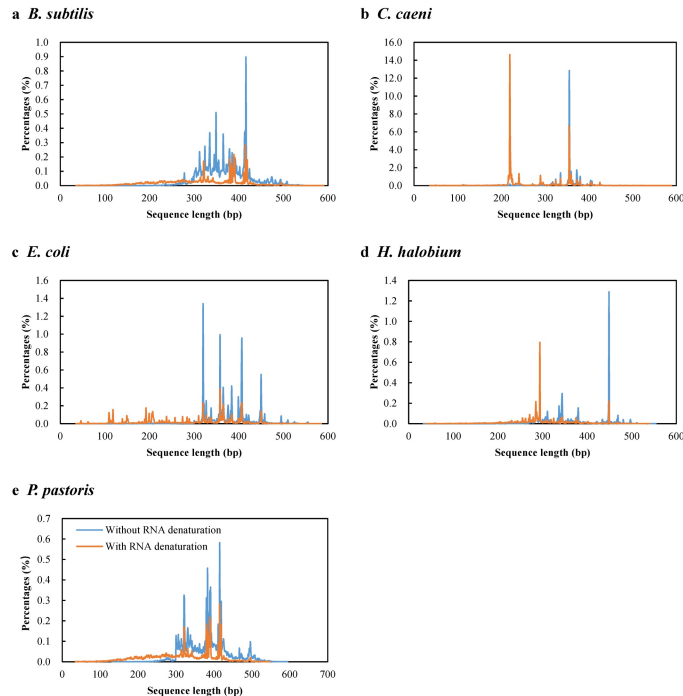 a B. subtilis
b C. caeni
Percentages (%)
1.0
0.9
0.8
0.7
0.6
0.5
0.4
0.3
0.2
0.1
0.0
0 100 200 300 400 500 600
Sequence length (bp)
Percentages (%)
16.0
14.0
12.0
10.0
8.0
6.0
4.0
2.0
0.0
0 100 200 300 400 500 600
Sequence length (bp)
c E. coli
d H. halobium
Percentages (%)
1.6
1.4
1.2
1.0
0.8
0.6
0.4
0.2
0.0
0 100 200 300 400 500 600
Sequence length (bp)
Percentages (%)
1.4
1.2
1.0
0.8
0.6
0.4
0.2
0.0
0 100 200 300 400 500 600
Sequence length (bp)
e P. pastoris
Percentages (%)
0.7
0.6
0.5
0.4
0.3
0.2
0.1
0.0
Without RNA denaturation
With RNA denaturation
0 100 200 300 400 500 600 700
Sequence length (bp)